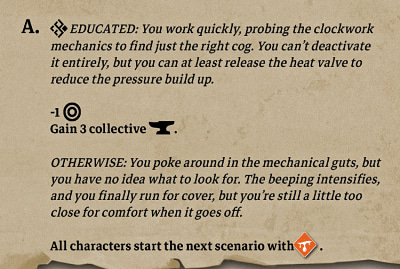 A. EDUCATED: You work quickly, probing the clockwork
mechanics to find just the right cog. You can't deactivate
it entirely, but you can at least release the heat valve to
reduce the pressure build up.
-1
Gain 3 collective .
OTHERWISE: You poke around in the mechanical guts, but
you have no idea what to look for. The beeping intensifies,
and you finally run for cover, but you're still a little too
close for comfort when it goes off.
All characters start the next scenario with .